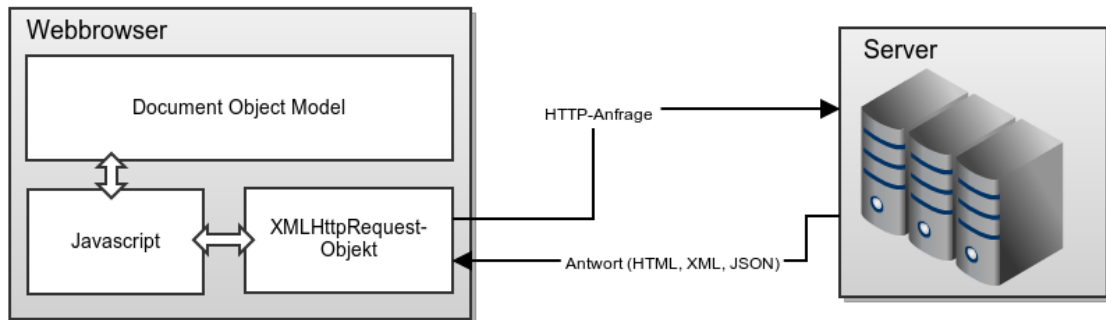 Webbrowser
Document Object Model
Javascript
XMLHttpRequest-
Objekt
HTTP-Anfrage
Antwort (HTML, XML, JSON)
Server